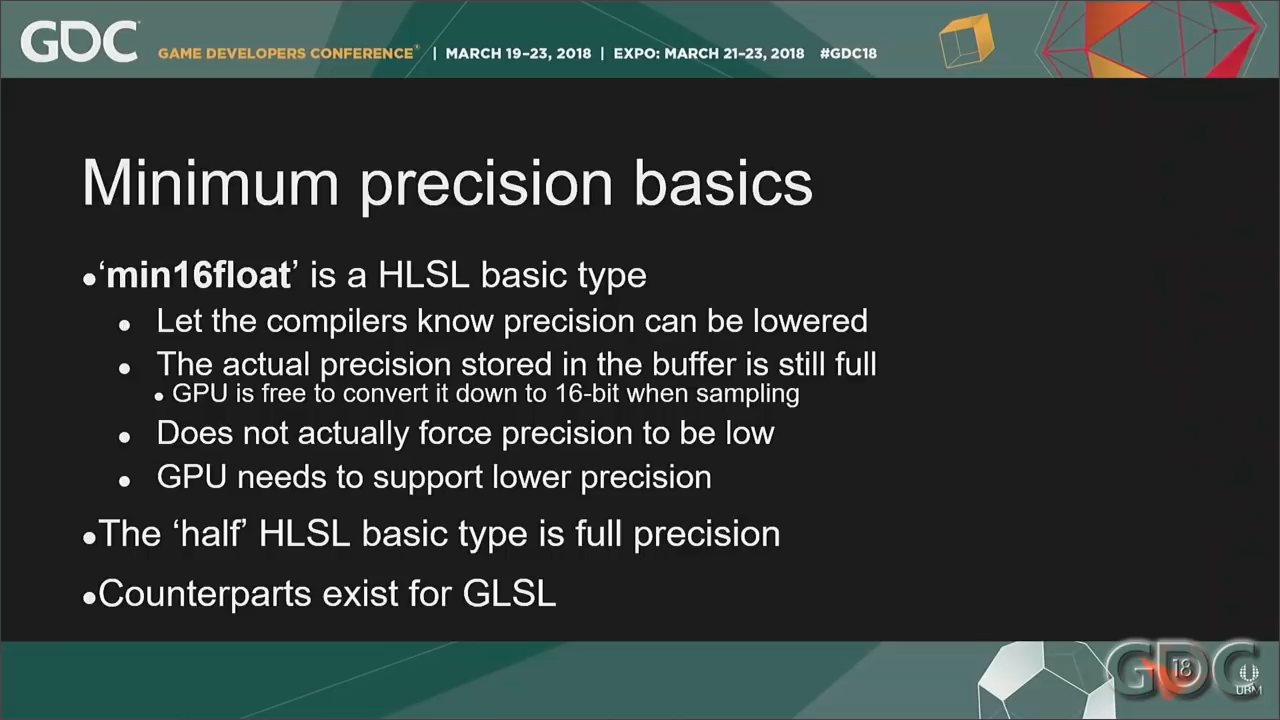 GDC GAME DEVELOPERS CONFERENCE® | MARCH 19–23, 2018 | EXPO: MARCH 21–23, 2018 #GDC18
Minimum precision basics
●‘min16float’ is a HLSL basic type
● Let the compilers know precision can be lowered
● The actual precision stored in the buffer is still full
● GPU is free to convert it down to 16-bit when sampling
● Does not actually force precision to be low
● GPU needs to support lower precision
●The ‘half’ HLSL basic type is full precision
●Counterparts exist for GLSL
GDC 18 UBM